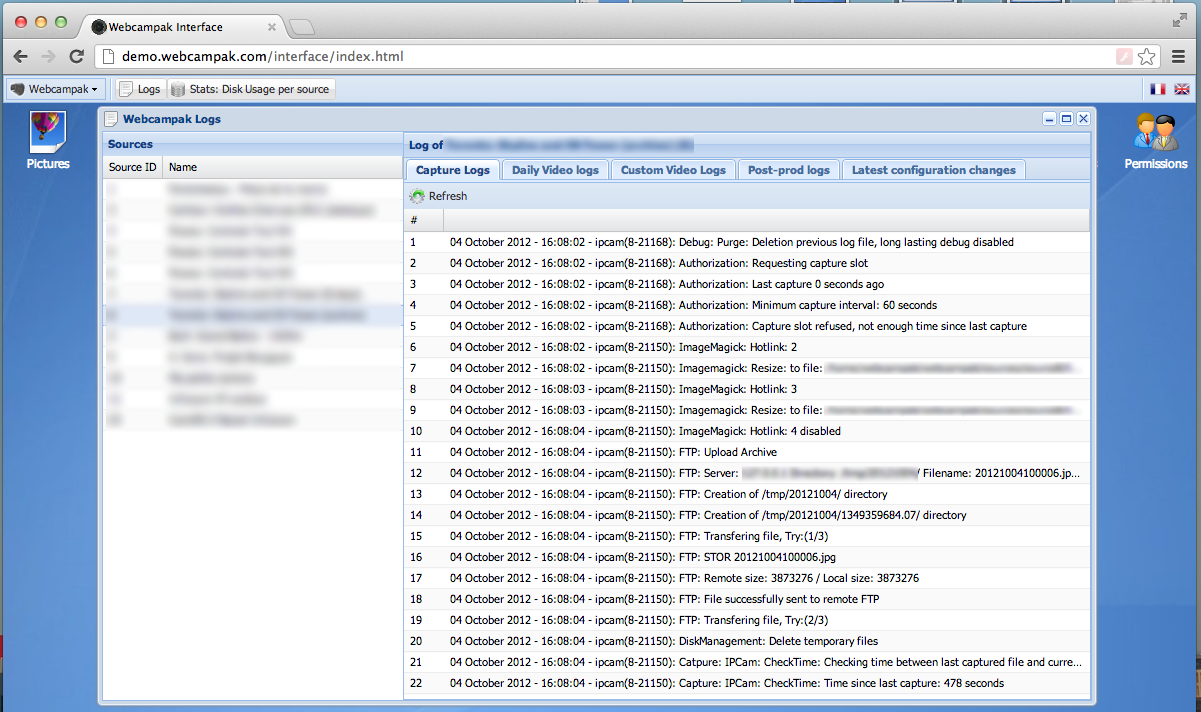 Webcampak Interface
demo.webcampak.com/interface/index.html
Webcampak Logs Stats: Disk Usage per source
Pictures
Permissions
Webcampak Logs
Sources
Source ID Name
Log of
Capture Logs Daily Video logs Custom Video Logs Post-prod logs Latest configuration changes
Refresh
#
1 04 October 2012 - 16:08:02 - ipcam(8-21168): Debug: Purge: Deletion previous log file, long lasting debug disabled
2 04 October 2012 - 16:08:02 - ipcam(8-21168): Authorization: Requesting capture slot
3 04 October 2012 - 16:08:02 - ipcam(8-21168): Authorization: Last capture 0 seconds ago
4 04 October 2012 - 16:08:02 - ipcam(8-21168): Authorization: Minimum capture interval: 60 seconds
5 04 October 2012 - 16:08:02 - ipcam(8-21168): Authorization: Capture slot refused, not enough time since last capture
6 04 October 2012 - 16:08:02 - ipcam(8-21150): ImageMagick: Hotlink: 2
7 04 October 2012 - 16:08:02 - ipcam(8-21150): Imagemagick: Resize: to file:
8 04 October 2012 - 16:08:03 - ipcam(8-21150): ImageMagick: Hotlink: 3
9 04 October 2012 - 16:08:03 - ipcam(8-21150): Imagemagick: Resize: to file:
10 04 October 2012 - 16:08:04 - ipcam(8-21150): ImageMagick: Hotlink: 4 disabled
11 04 October 2012 - 16:08:04 - ipcam(8-21150): FTP: Upload Archive
12 04 October 2012 - 16:08:04 - ipcam(8-21150): FTP: Server: / Filename: 20121004100006.jp...
13 04 October 2012 - 16:08:04 - ipcam(8-21150): FTP: Creation of /tmp/20121004/ directory
14 04 October 2012 - 16:08:04 - ipcam(8-21150): FTP: Creation of /tmp/20121004/1349359684.07/ directory
15 04 October 2012 - 16:08:04 - ipcam(8-21150): FTP: Transfering file, Try:(1/3)
16 04 October 2012 - 16:08:04 - ipcam(8-21150): FTP: STOR 20121004100006.jpg
17 04 October 2012 - 16:08:04 - ipcam(8-21150): FTP: Remote size: 3873276 / Local size: 3873276
18 04 October 2012 - 16:08:04 - ipcam(8-21150): FTP: File successfully sent to remote FTP
19 04 October 2012 - 16:08:04 - ipcam(8-21150): FTP: Transfering file, Try:(2/3)
20 04 October 2012 - 16:08:04 - ipcam(8-21150): DiskManagement: Delete temporary files
21 04 October 2012 - 16:08:04 - ipcam(8-21150): Catpure: IPCam: CheckTime: Checking time between last captured file and curre...
22 04 October 2012 - 16:08:04 - ipcam(8-21150): Capture: IPCam: CheckTime: Time since last capture: 478 seconds